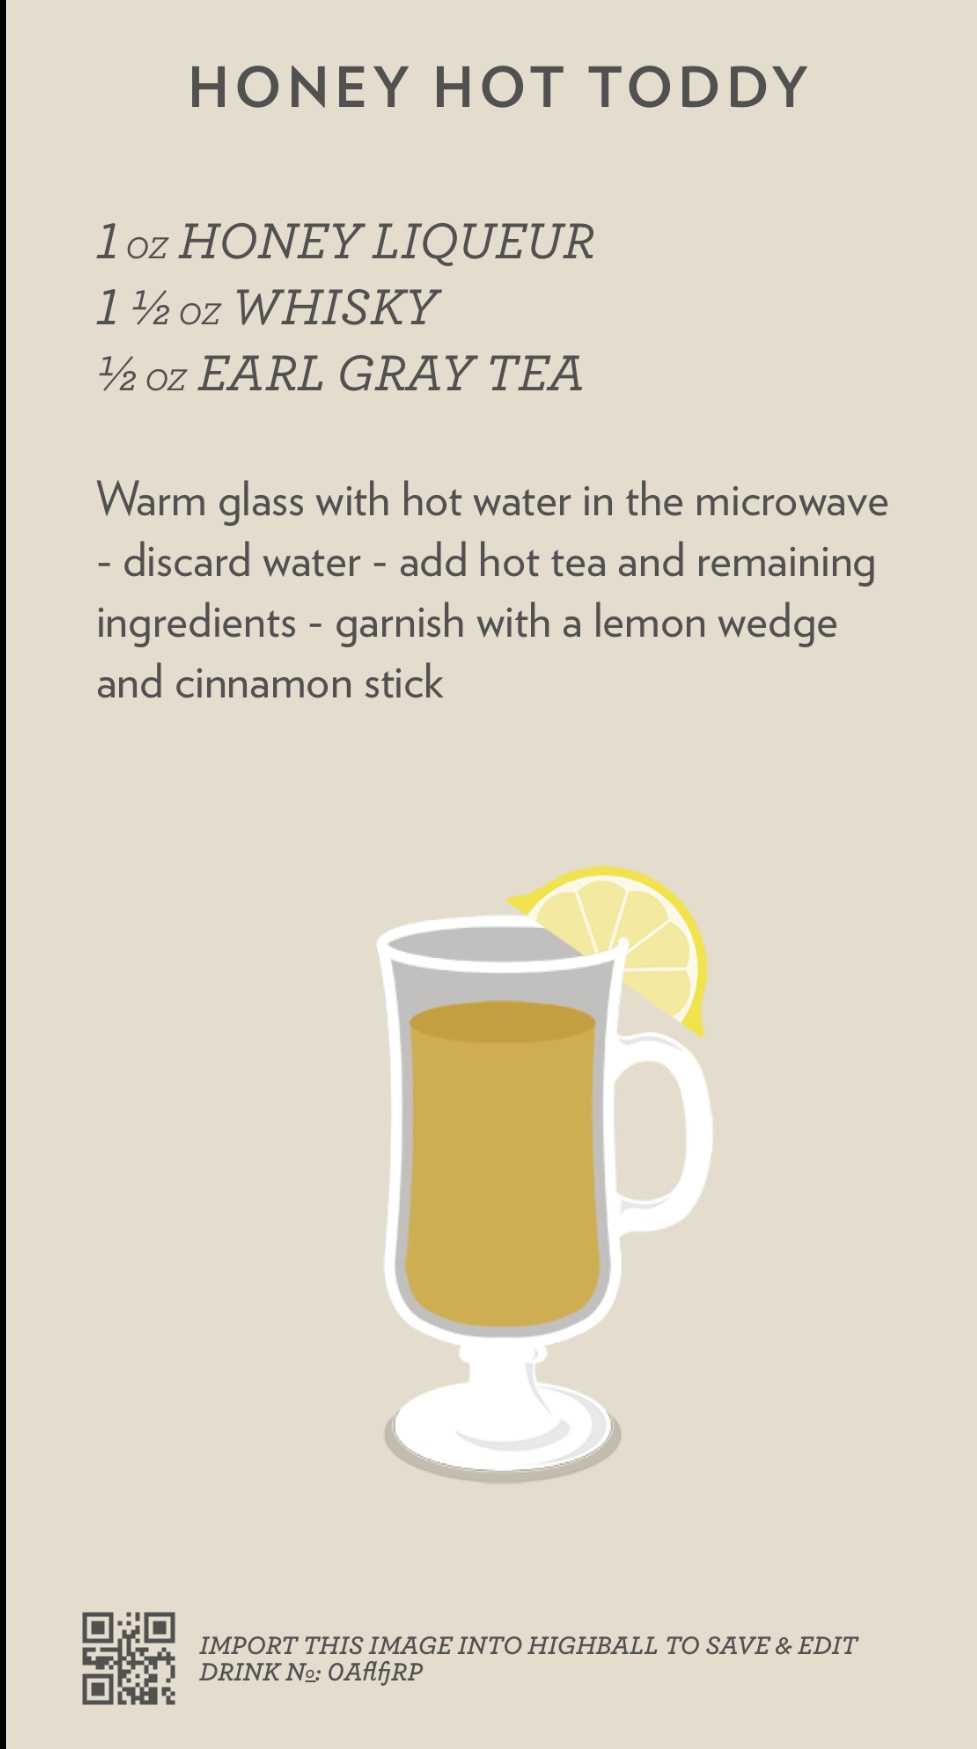 HONEY HOT TODDY
1 oz HONEY LIQUEUR
1 ½ oz WHISKY
½ oz EARL GRAY TEA
Warm glass with hot water in the microwave
- discard water - add hot tea and remaining
ingredients - garnish with a lemon wedge
and cinnamon stick
IMPORT THIS IMAGE INTO HIGHBALL TO SAVE & EDIT
DRINK Nº: 0AflfjRP